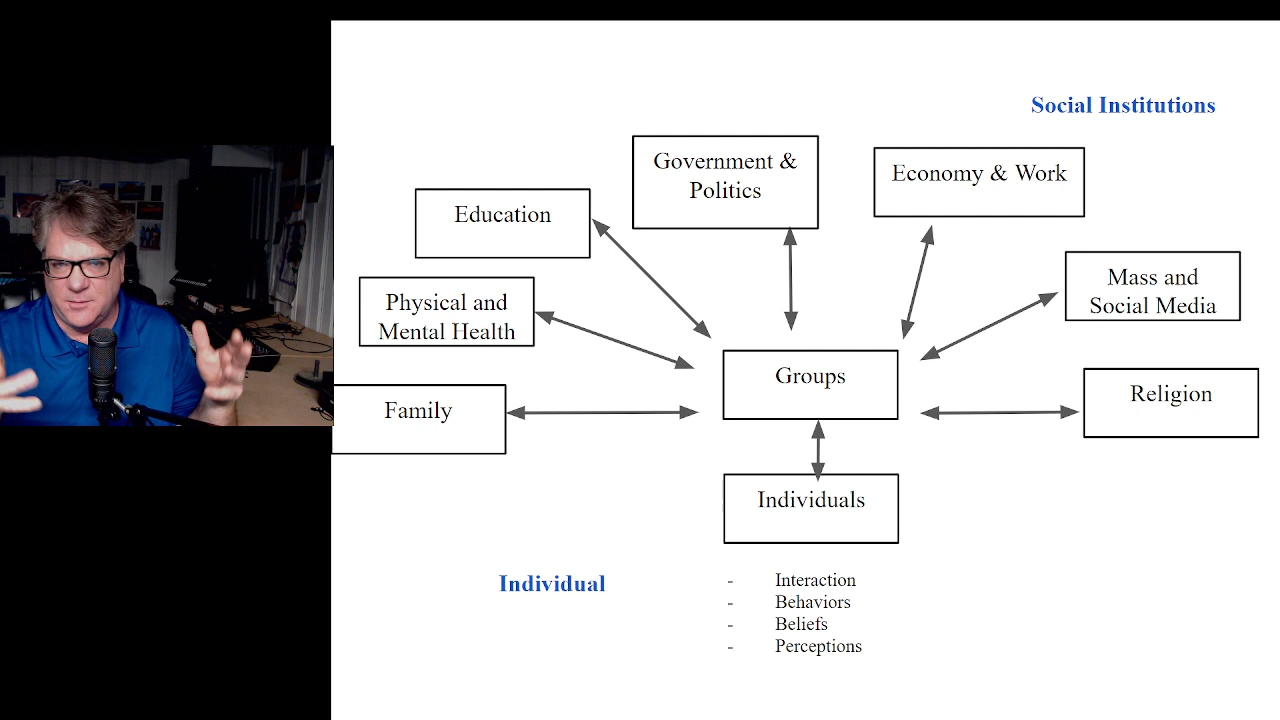 Social Institutions
Government &
Politics
Economy & Work
Education
Mass and
Social Media
Physical and
Mental Health
Groups
Religion
Family
Individuals
Individual
- Interaction
- Behaviors
- Beliefs
- Perceptions